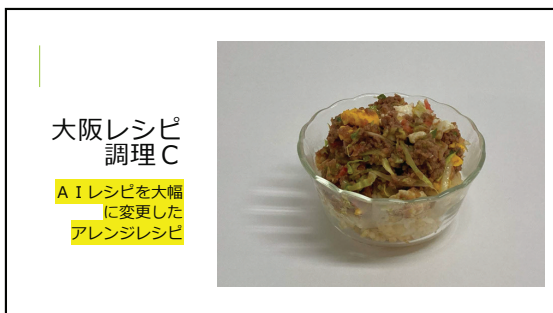 大阪レシピ
調理Ｃ
ＡＩレシピを大幅
に変更した
アレンジレシピ